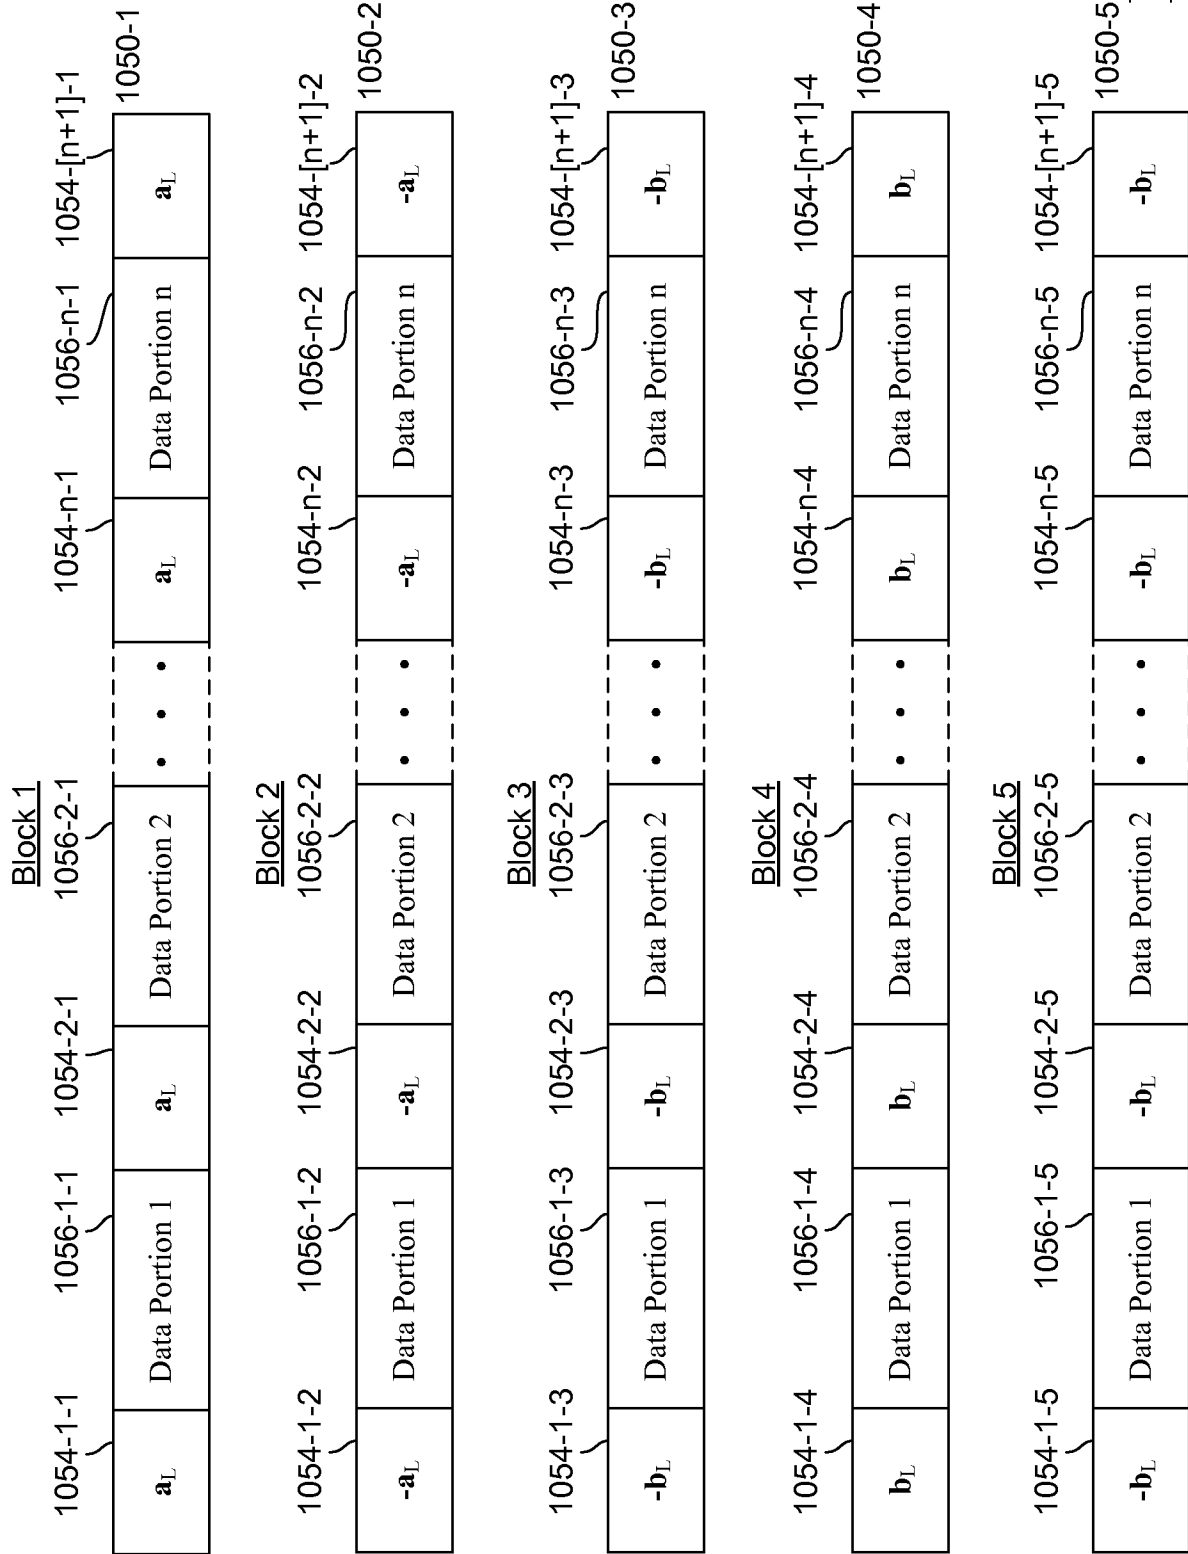 Block 1
1054-1-1 1056-1-1 1054-2-1 1056-2-1 1054-n-1 1056-n-1 1054-[n+1]-1
a_L Data Portion 1 a_L Data Portion 2 • • • a_L Data Portion n a_L
1050-1
Block 2
1054-1-2 1056-1-2 1054-2-2 1056-2-2 1054-n-2 1056-n-2 1054-[n+1]-2
-a_L Data Portion 1 -a_L Data Portion 2 • • • -a_L Data Portion n -a_L
1050-2
Block 3
1054-1-3 1056-1-3 1054-2-3 1056-2-3 1054-n-3 1056-n-3 1054-[n+1]-3
-b_L Data Portion 1 -b_L Data Portion 2 • • • -b_L Data Portion n -b_L
1050-3
Block 4
1054-1-4 1056-1-4 1054-2-4 1056-2-4 1054-n-4 1056-n-4 1054-[n+1]-4
b_L Data Portion 1 b_L Data Portion 2 • • • b_L Data Portion n b_L
1050-4
Block 5
1054-1-5 1056-1-5 1054-2-5 1056-2-5 1054-n-5 1056-n-5 1054-[n+1]-5
-b_L Data Portion 1 -b_L Data Portion 2 • • • -b_L Data Portion n -b_L
1050-5